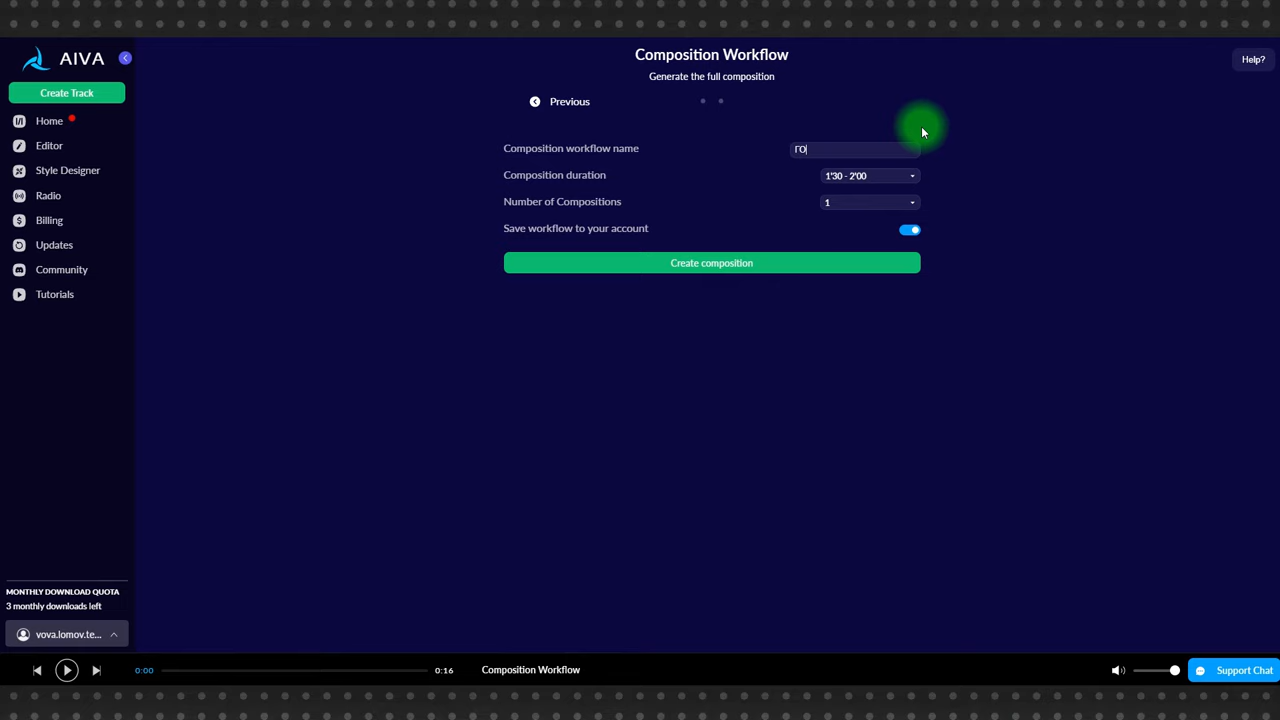 Composition Workflow
Generate the full composition
Previous
Help?
AIVA
Create Track
Home
Editor
Style Designer
Radio
Billing
Updates
Community
Tutorials
Composition workflow name ГО
Composition duration 1'30 - 2'00
Number of Compositions 1
Save workflow to your account
Create composition
MONTHLY DOWNLOAD QUOTA
3 monthly downloads left
vova.lomov.te...
0:00 0:16 Composition Workflow
Support Chat